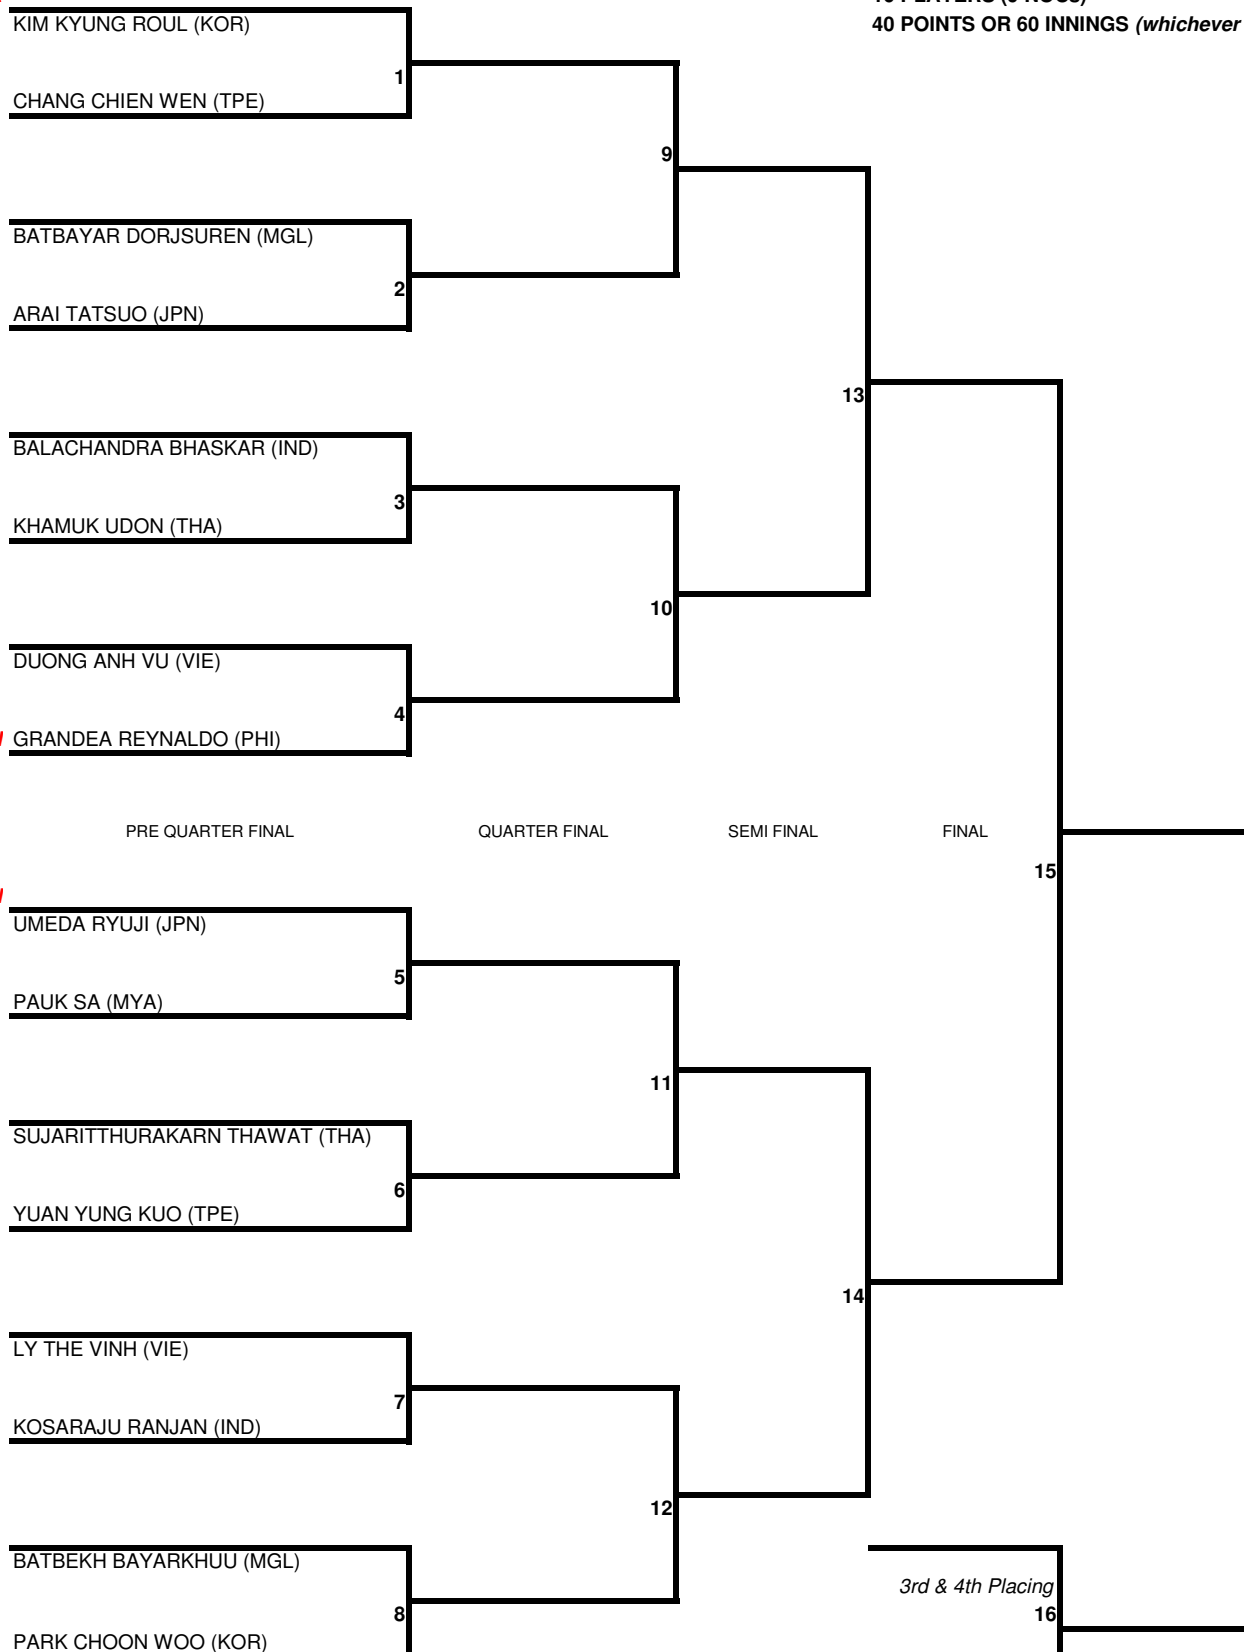 40 POINTS OR 60 INNINGS (whichever
KIM KYUNG ROUL (KOR)
1
CHANG CHIEN WEN (TPE)
9
BATBAYAR DORJSUREN (MGL)
2
ARAI TATSUO (JPN)
13
BALACHANDRA BHASKAR (IND)
3
KHAMUK UDON (THA)
10
DUONG ANH VU (VIE)
4
GRANDEA REYNALDO (PHI)
PRE QUARTER FINAL QUARTER FINAL SEMI FINAL FINAL
15
UMEDA RYUJI (JPN)
5
PAUK SA (MYA)
11
SUJARITTHURAKARN THAWAT (THA)
6
YUAN YUNG KUO (TPE)
14
LY THE VINH (VIE)
7
KOSARAJU RANJAN (IND)
12
BATBEKH BAYARKHUU (MGL)
3rd & 4th Placing
8
16
PARK CHOON WOO (KOR)